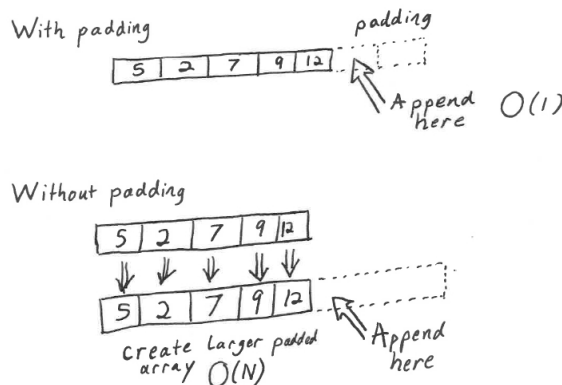 With padding
padding
5 2 7 9 12
Append
here O(1)
Without padding
5 2 7 9 12
5 2 7 9 12
Create larger padded
array O(N)
Append
here